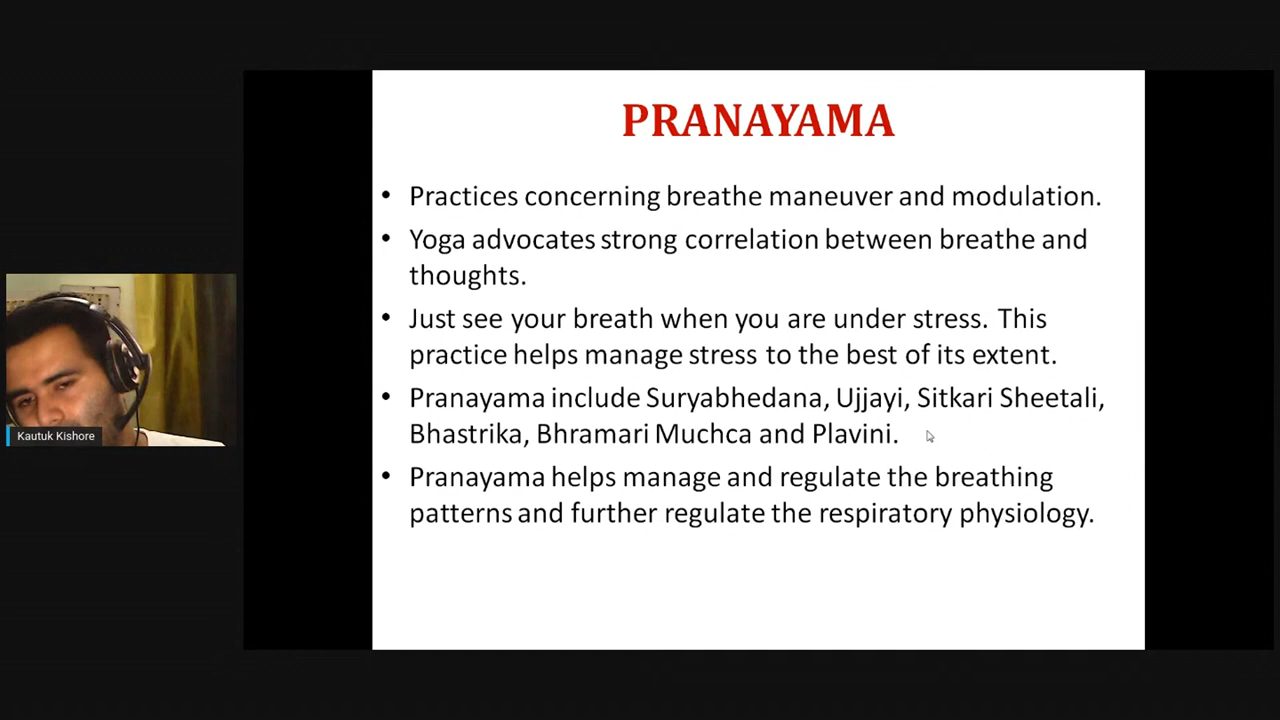 PRANAYAMA
• Practices concerning breathe maneuver and modulation.
• Yoga advocates strong correlation between breathe and
thoughts.
• Just see your breath when you are under stress. This
practice helps manage stress to the best of its extent.
• Pranayama include Suryabhedana, Ujjayi, Sitkari Sheetali,
Bhastrika, Bhramari Muchca and Plavini.
• Pranayama helps manage and regulate the breathing
patterns and further regulate the respiratory physiology.
Kautuk Kishore